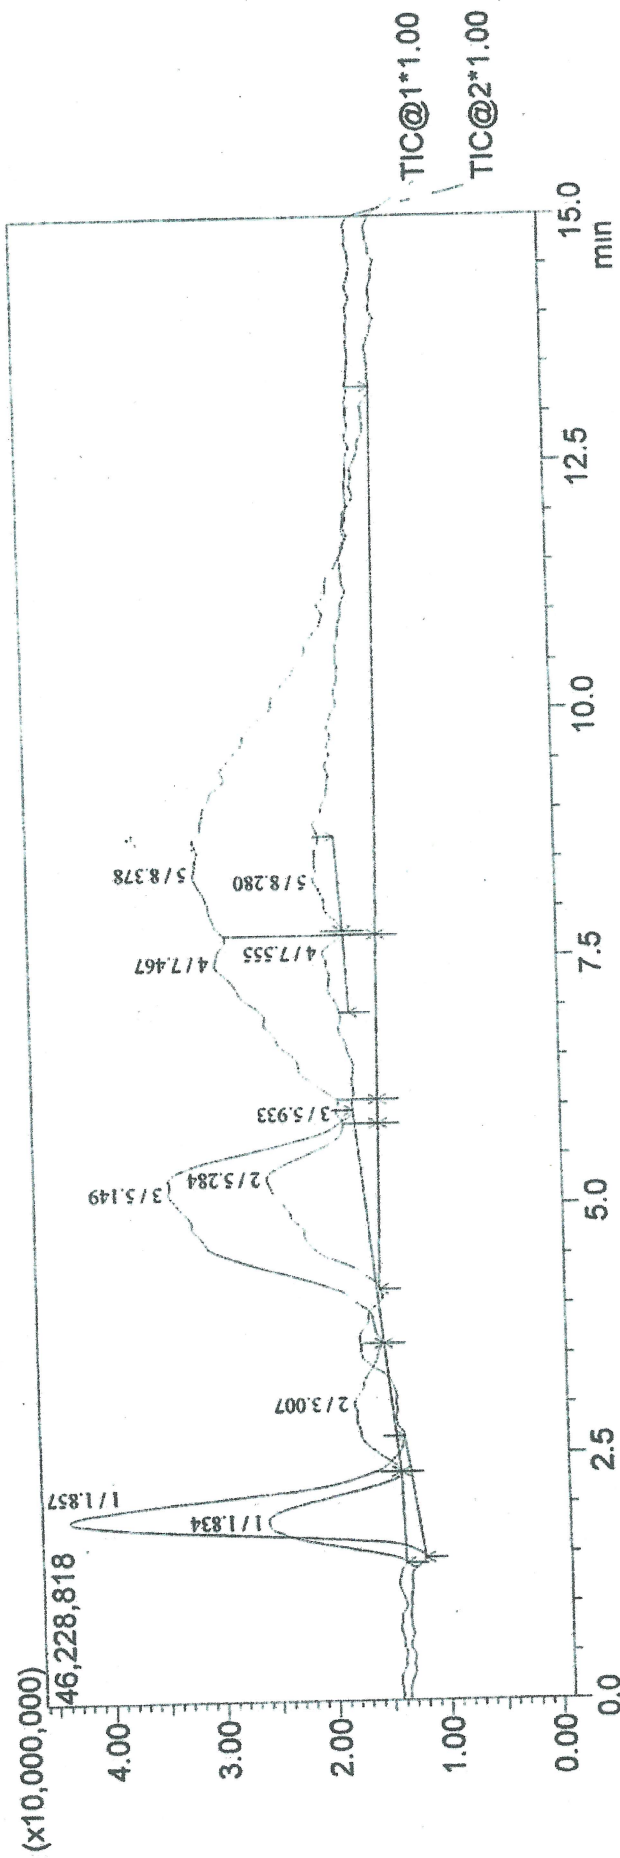 (x10,000,000)
46,228,818
4.00
3.00
2.00
1.00
0.00
1 / 1.857
1 / 1.834
2 / 3.007
3 / 5.149
2 / 5.284
3 / 5.933
4 / 7.467
4 / 7.555
5 / 8.378
5 / 8.280
TIC@1*1.00
TIC@2*1.00
0.0
2.5
5.0
7.5
10.0
12.5
15.0
min